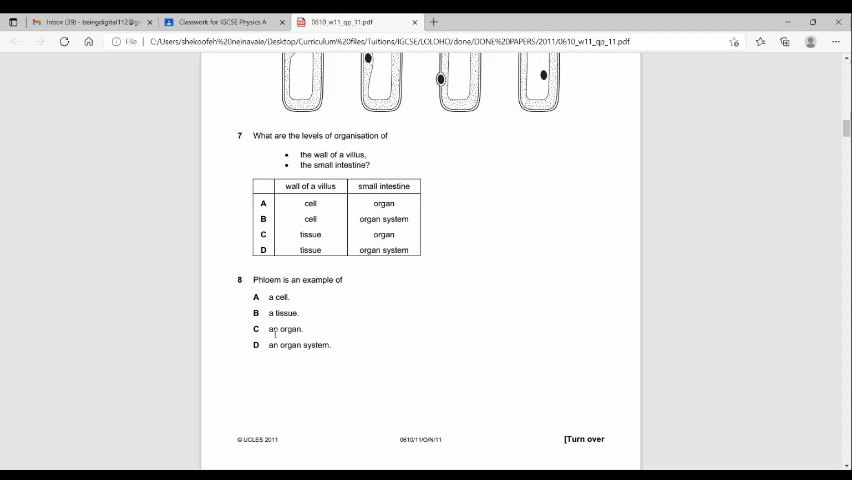 Inbox (39) - beingdigital112@gm
Classwork for IGCSE Physics A
0610_w11_qp_11.pdf
File
C:/Users/shekoofeh%20neinavaie/Desktop/Curriculum%20files/Tuitions/IGCSE/LOLOHO/done/DONE%20PAPERS/2011/0610_w11_qp_11.pdf
7 What are the levels of organisation of
• the wall of a villus,
• the small intestine?
wall of a villus small intestine
A cell organ
B cell organ system
C tissue organ
D tissue organ system
8 Phloem is an example of
A a cell.
B a tissue.
C an organ.
D an organ system.
© UCLES 2011 0610/11/O/N/11 [Turn over